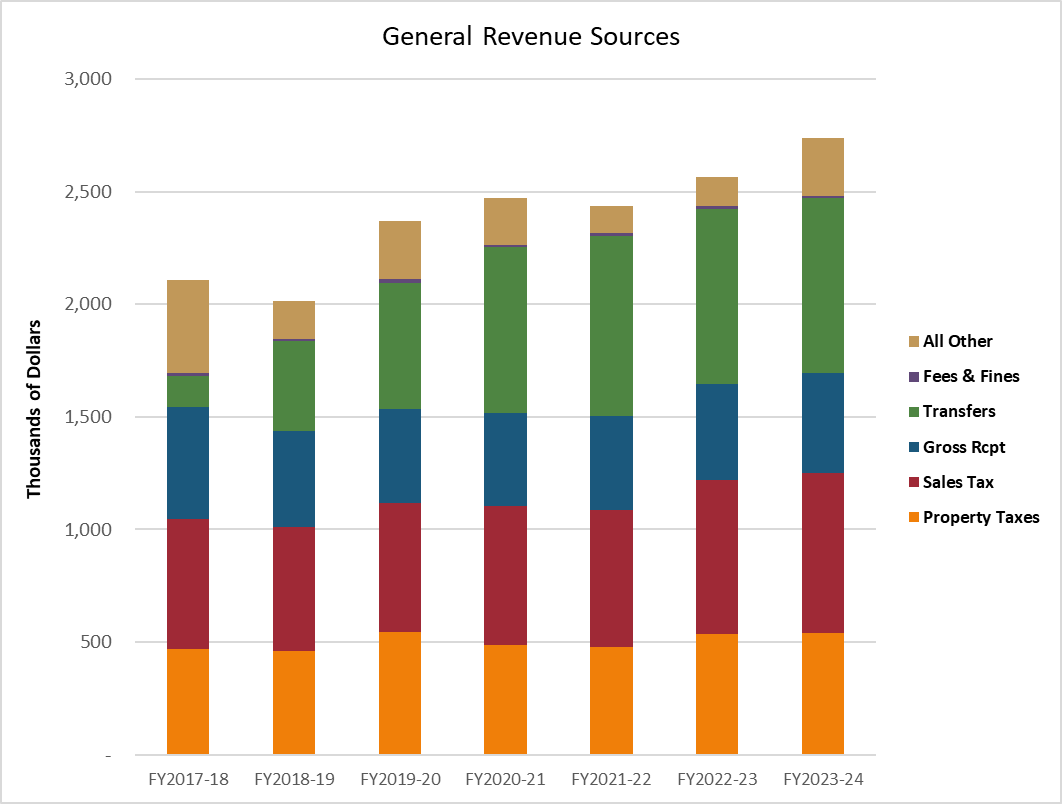 General Revenue Sources
Thousands of Dollars
3,000
2,500
2,000
1,500
1,000
500
-
FY2017-18
FY2018-19
FY2019-20
FY2020-21
FY2021-22
FY2022-23
FY2023-24
All Other
Fees & Fines
Transfers
Gross Rcpt
Sales Tax
Property Taxes